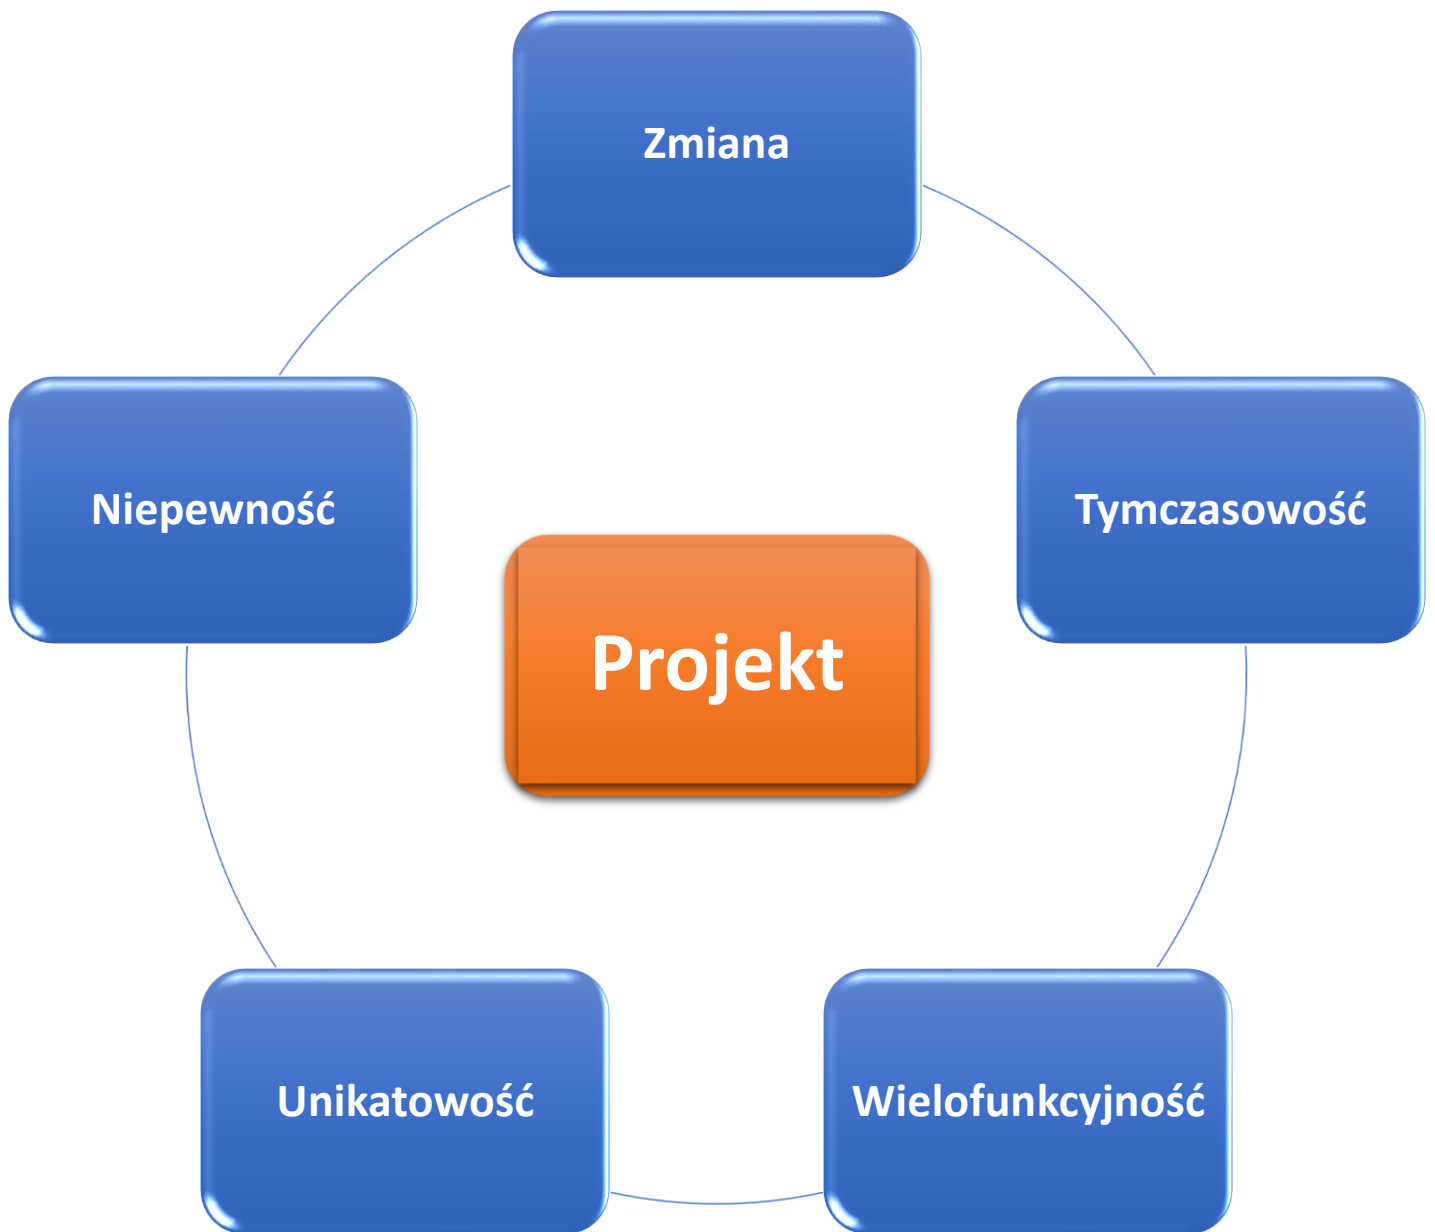 Zmiana
Niepewność
Tymczasowość
Projekt
Unikatowość
Wielofunkcyjność